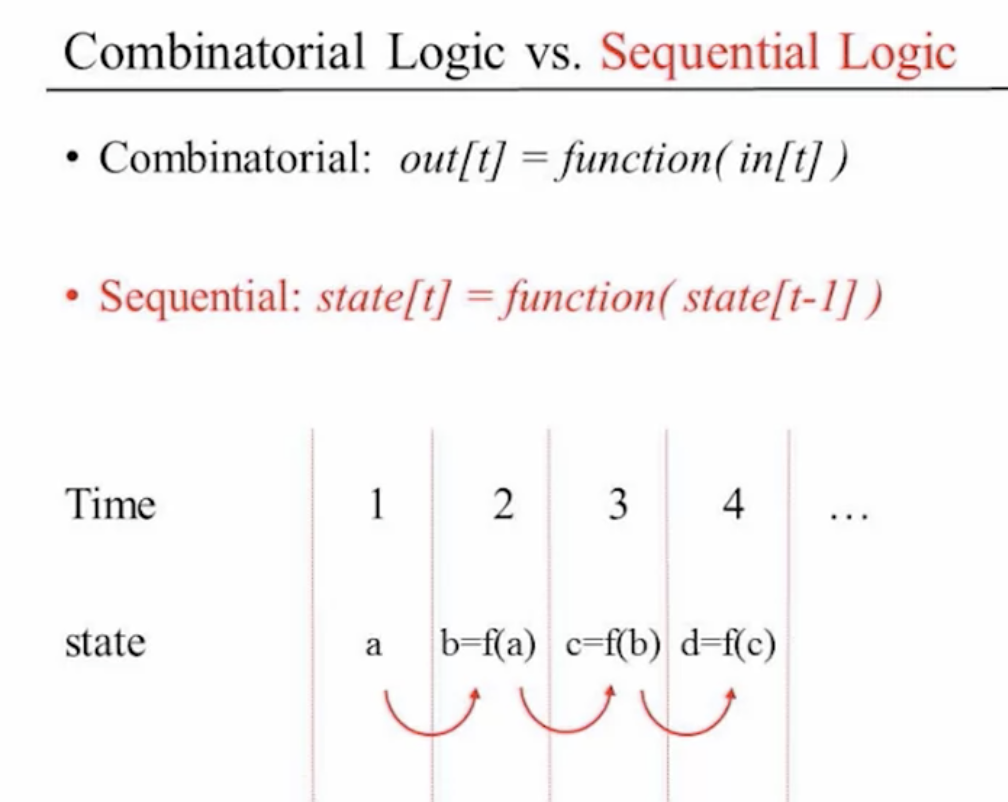 Combinatorial Logic vs. Sequential Logic
• Combinatorial: out[t] = function( in[t] )
• Sequential: state[t] = function( state[t-1] )
Time 1 2 3 4 ...
state a b=f(a) c=f(b) d=f(c)